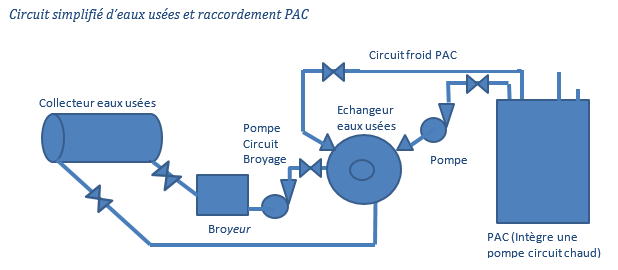 Circuit simplifié d'eaux usées et raccordement PAC
Circuit froid PAC
Collecteur eaux usées
Echangeur
eaux usées
Pompe
Circuit
Broyage
Pompe
Broyeur
PAC (Intègre une
pompe circuit chaud)